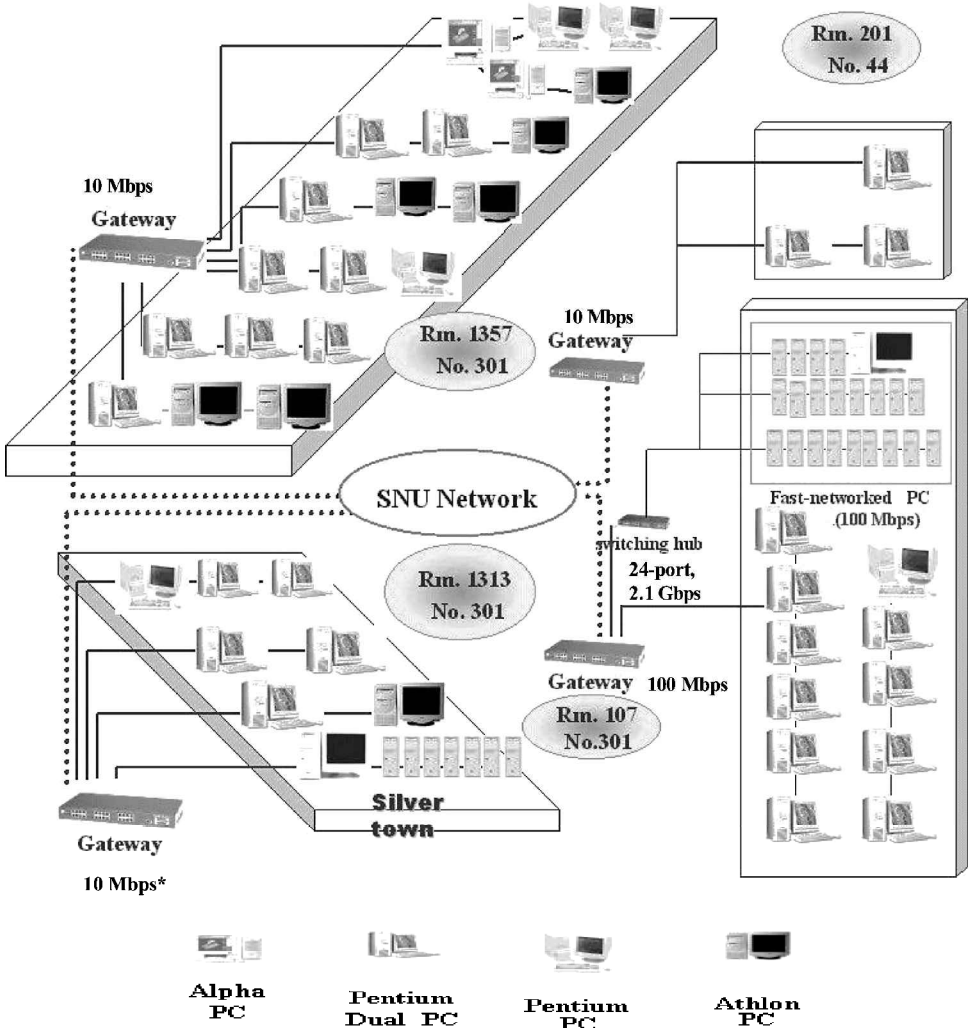 Rm. 201
No. 44
10 Mbps
Gateway
10 Mbps
Gateway
Rm. 1357
No. 301
SNU Network
Fast-networked PC
(100 Mbps)
switching hub
24-port,
2.1 Gbps
Rm. 1313
No. 301
Gateway 100 Mbps
Rm. 107
No.301
Silver
town
Gateway
10 Mbps*
Alpha
PC
Pentium
Dual PC
Pentium
PC
Athlon
PC